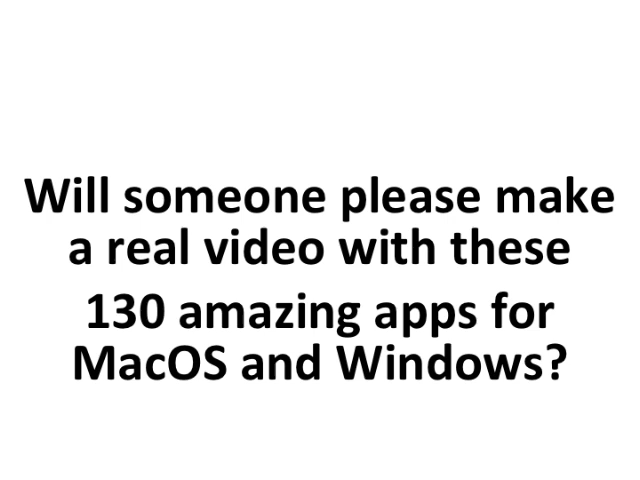 Will someone please make
a real video with these
130 amazing apps for
MacOS and Windows?